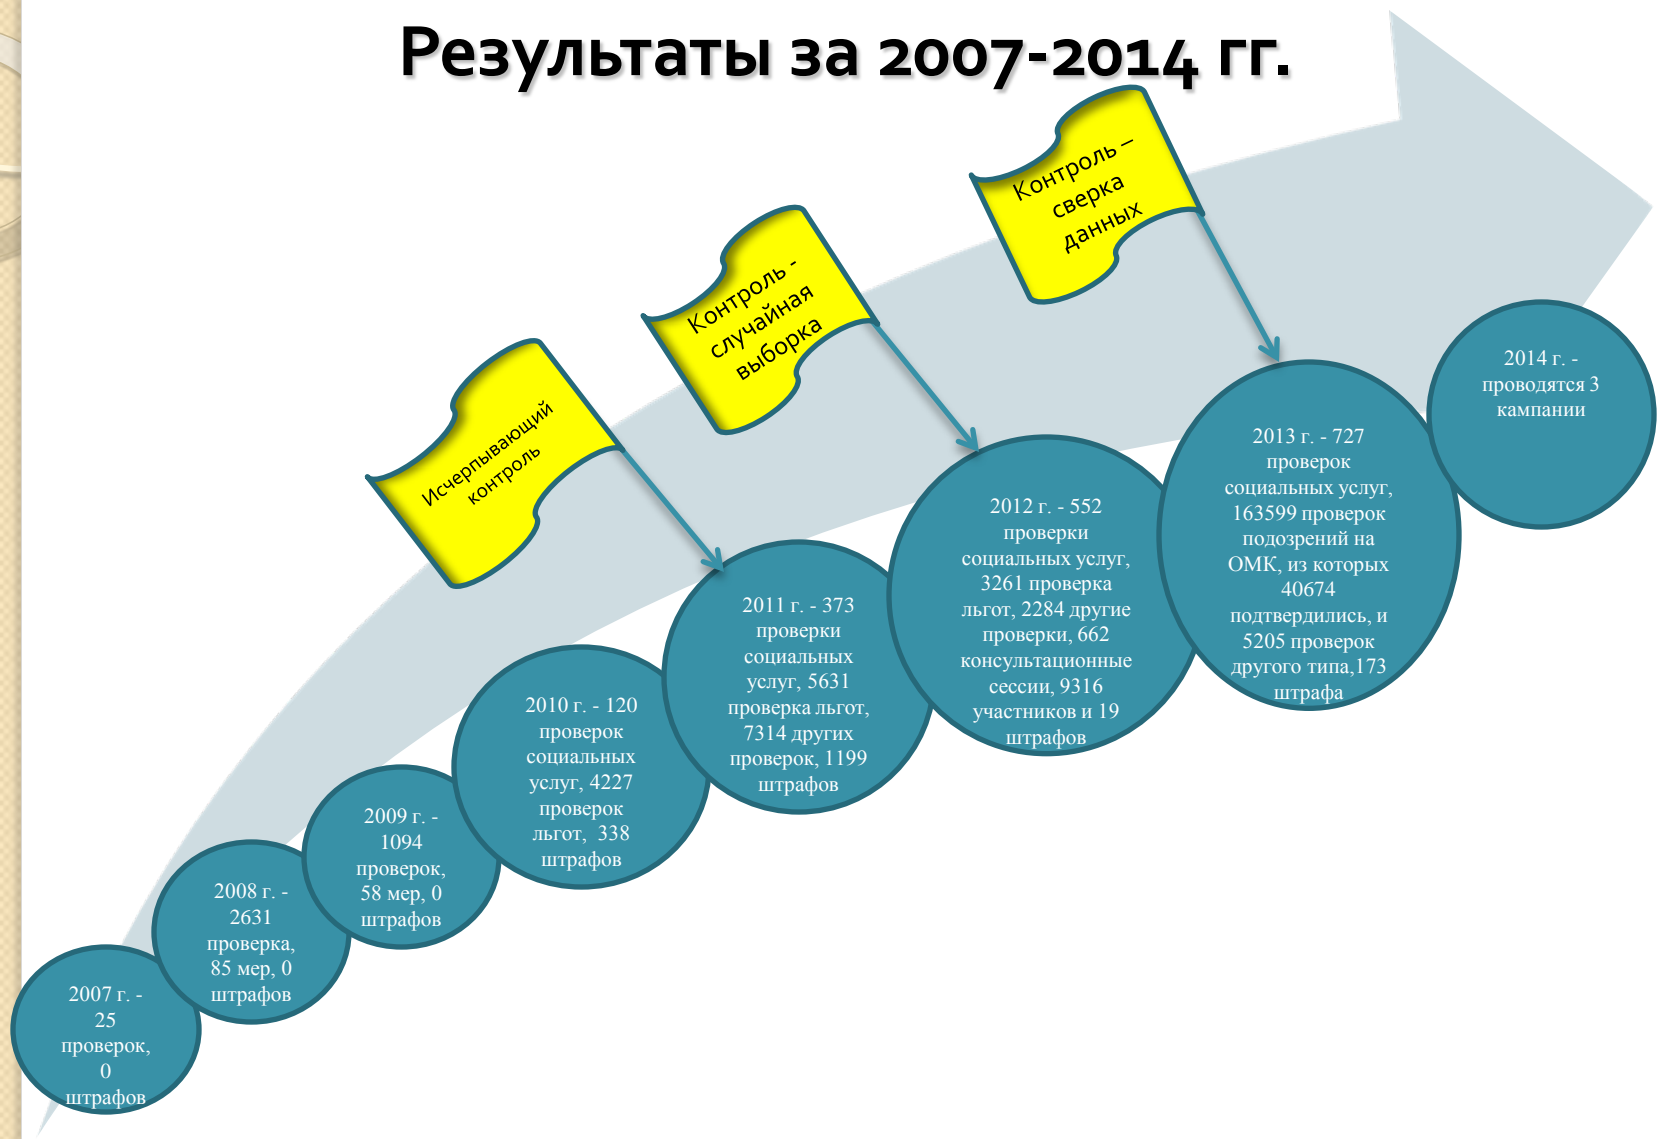 Результаты за 2007-2014 гг.
Контроль –
сверка
данных
Контроль -
случайная
выборка
Исчерпывающий
контроль
2007 г. -
25
проверок,
0
штрафов
2008 г. -
2631
проверка,
85 мер, 0
штрафов
2009 г. -
1094
проверок,
58 мер, 0
штрафов
2010 г. - 120
проверок
социальных
услуг, 4227
проверок
льгот,  338
штрафов
2011 г. - 373
проверки
социальных
услуг, 5631
проверка льгот,
7314 других
проверок, 1199
штрафов
2012 г. - 552
проверки
социальных услуг,
3261 проверка
льгот, 2284 другие
проверки, 662
консультационные
сессии, 9316
участников и 19
штрафов
2013 г. - 727
проверок
социальных услуг,
163599 проверок
подозрений на
ОМК, из которых
40674
подтвердились, и
5205 проверок
другого типа,173
штрафа
2014 г. -
проводятся 3
кампании